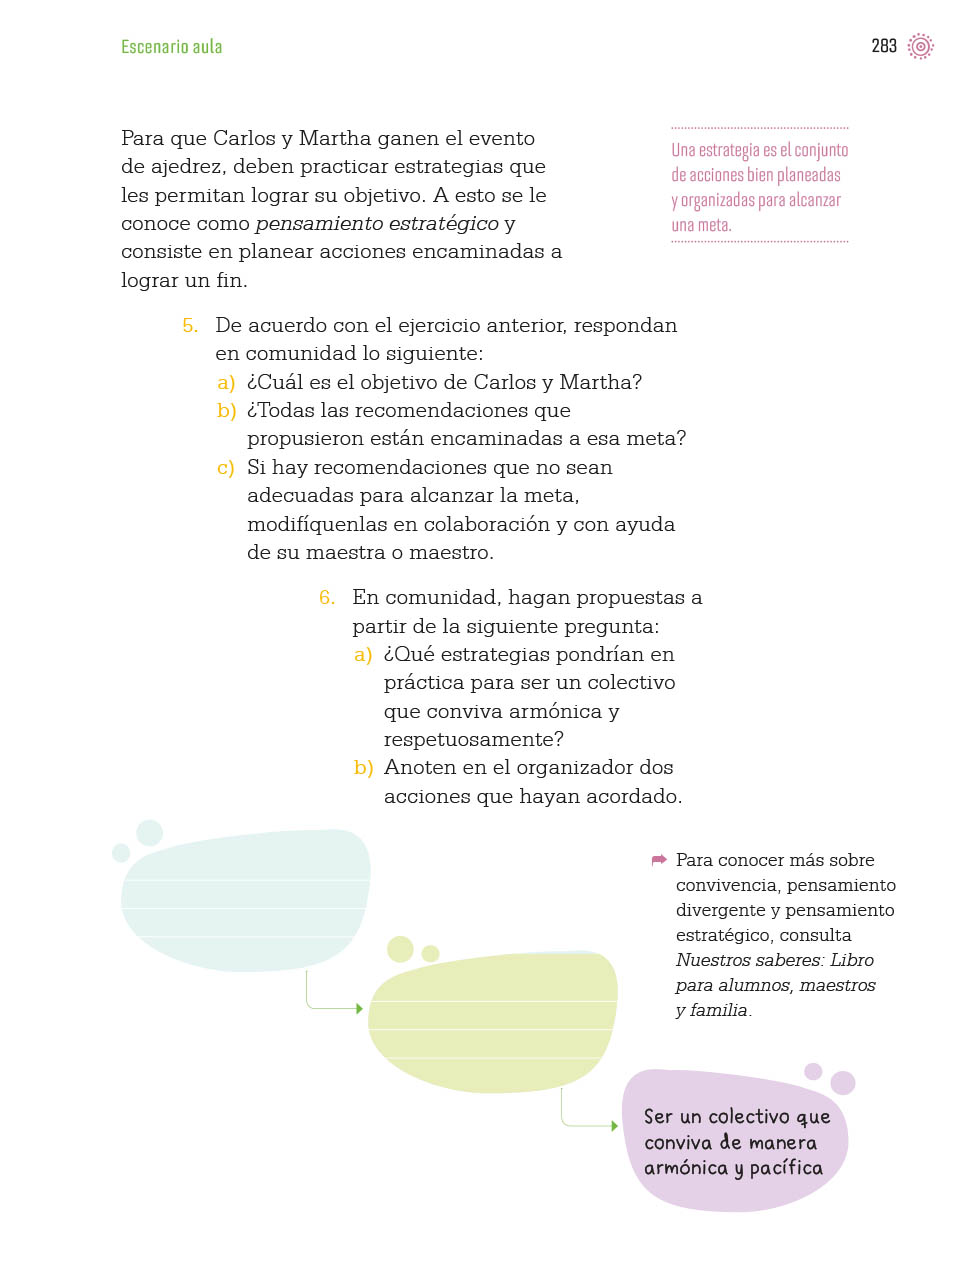 Escenario aula
283
Para que Carlos y Martha ganen el evento
de ajedrez, deben practicar estrategias que
les permitan lograr su objetivo. A esto se le
conoce como pensamiento estratégico y
consiste en planear acciones encaminadas a
lograr un fin.
Una estrategia es el conjunto
de acciones bien planeadas
y organizadas para alcanzar
una meta.
5. De acuerdo con el ejercicio anterior, respondan
en comunidad lo siguiente:
a) ¿Cuál es el objetivo de Carlos y Martha?
b) ¿Todas las recomendaciones que
propusieron están encaminadas a esa meta?
c) Si hay recomendaciones que no sean
adecuadas para alcanzar la meta,
modifíquenlas en colaboración y con ayuda
de su maestra o maestro.
6. En comunidad, hagan propuestas a
partir de la siguiente pregunta:
a) ¿Qué estrategias pondrían en
práctica para ser un colectivo
que conviva armónica y
respetuosamente?
b) Anoten en el organizador dos
acciones que hayan acordado.
Para conocer más sobre
convivencia, pensamiento
divergente y pensamiento
estratégico, consulta
Nuestros saberes: Libro
para alumnos, maestros
y familia.
Ser un colectivo que
conviva de manera
armónica y pacífica